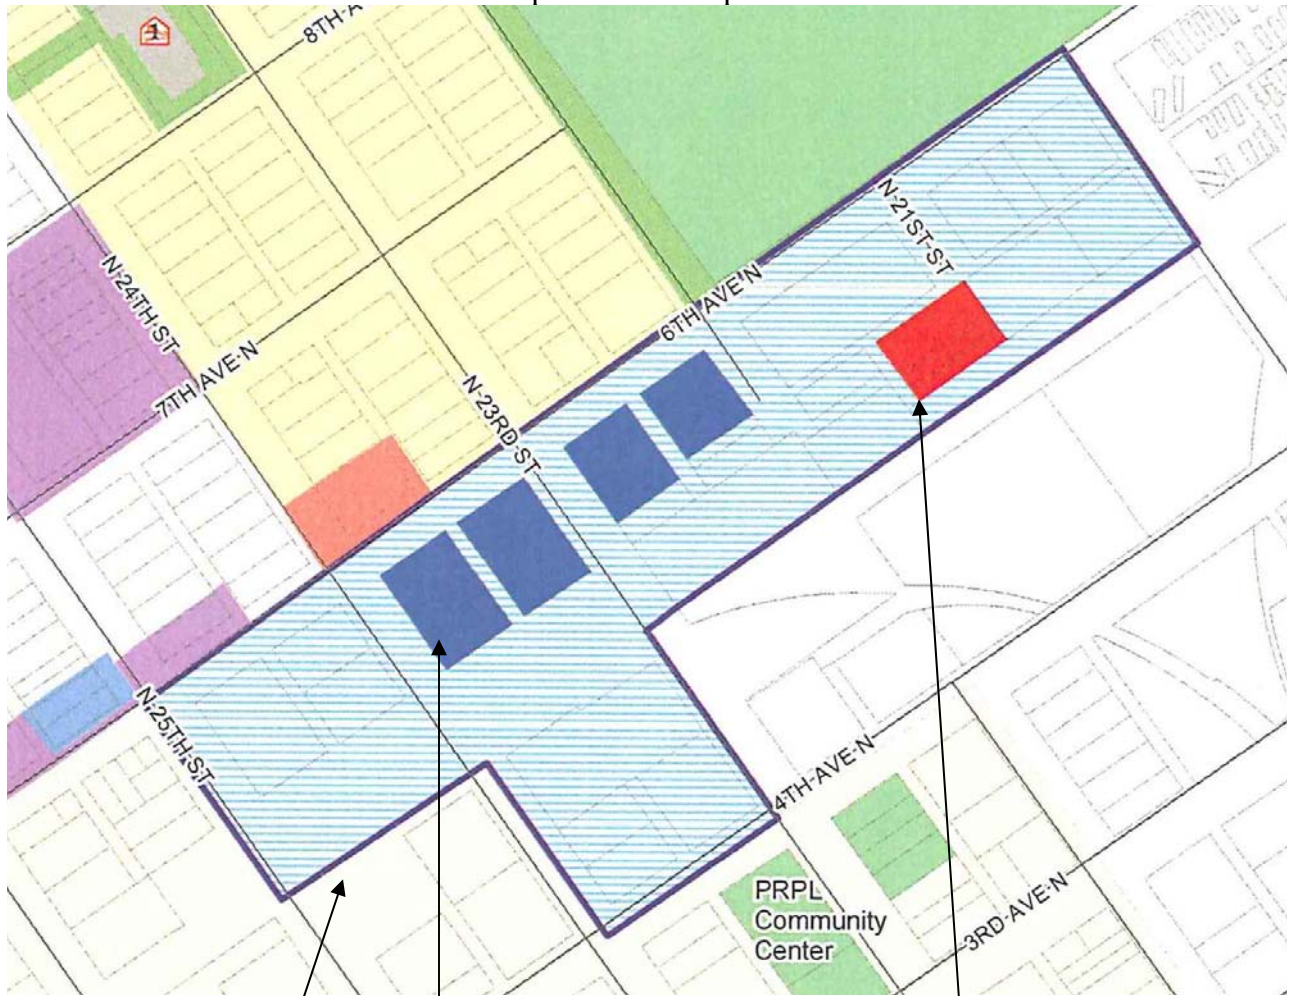 8TH-A
1
N-24TH-ST
7TH-AVE-N
N-21ST-ST
6TH-AVE-N
N-23RD-ST
N-25TH-ST
4TH-AVE-N
PRPL
Community
Center
3RD-AVE-N